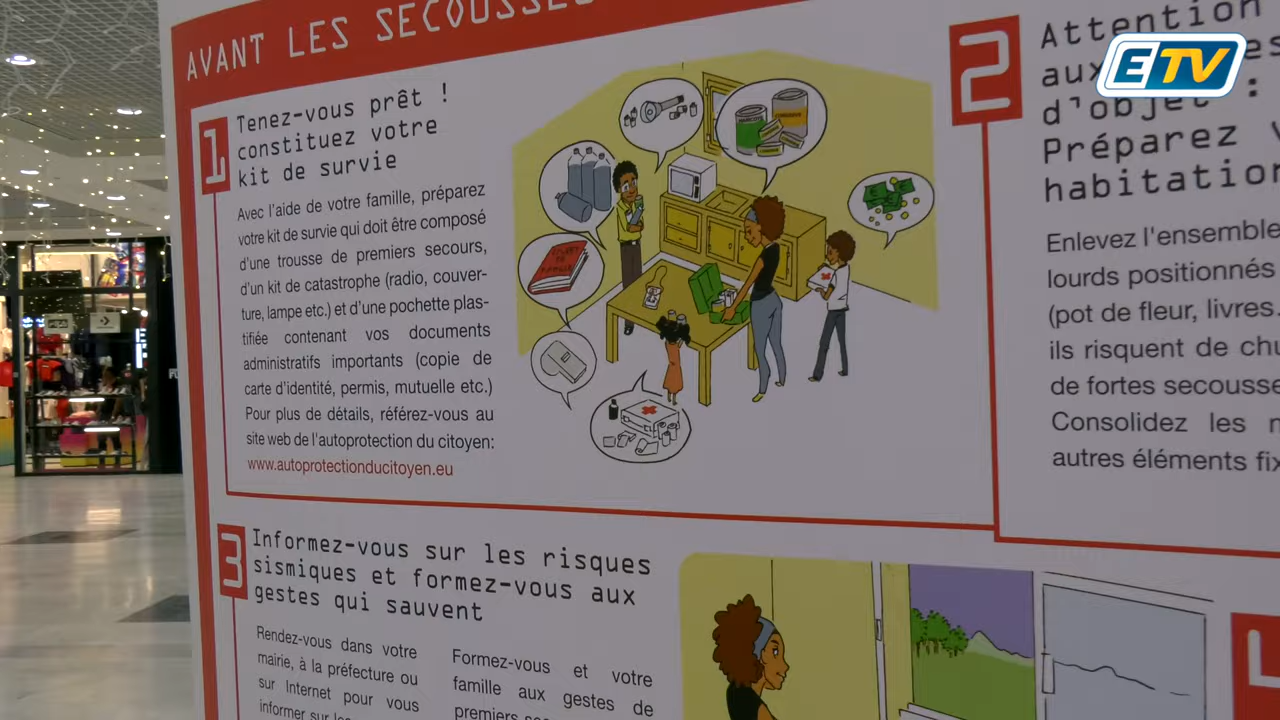 AVANT LES SECOUSSES
1
Tenez-vous prêt !
constituez votre
kit de survie
Avec l'aide de votre famille, préparez
votre kit de survie qui doit être composé
d'une trousse de premiers secours,
d'un kit de catastrophe (radio, couver-
ture, lampe etc.) et d'une pochette plas-
tifiée contenant vos documents
administratifs importants (copie de
carte d'identité, permis, mutuelle etc.)
Pour plus de détails, référez-vous au
site web de l'autoprotection du citoyen:
www.autoprotectionducitoyen.eu
2
Attention
aux
d'objet :
Préparez
habitation
Enlevez l'ensemble
lourds positionnés
(pot de fleur, livres
ils risquent de
de fortes secousse
Consolidez les
autres éléments
ETV
3
Informez-vous sur les risques
sismiques et formez-vous aux
gestes qui sauvent
Rendez-vous dans votre
mairie, à la préfecture ou
sur Internet pour vous
informer sur les
Formez-vous et votre
famille aux gestes de
premiers